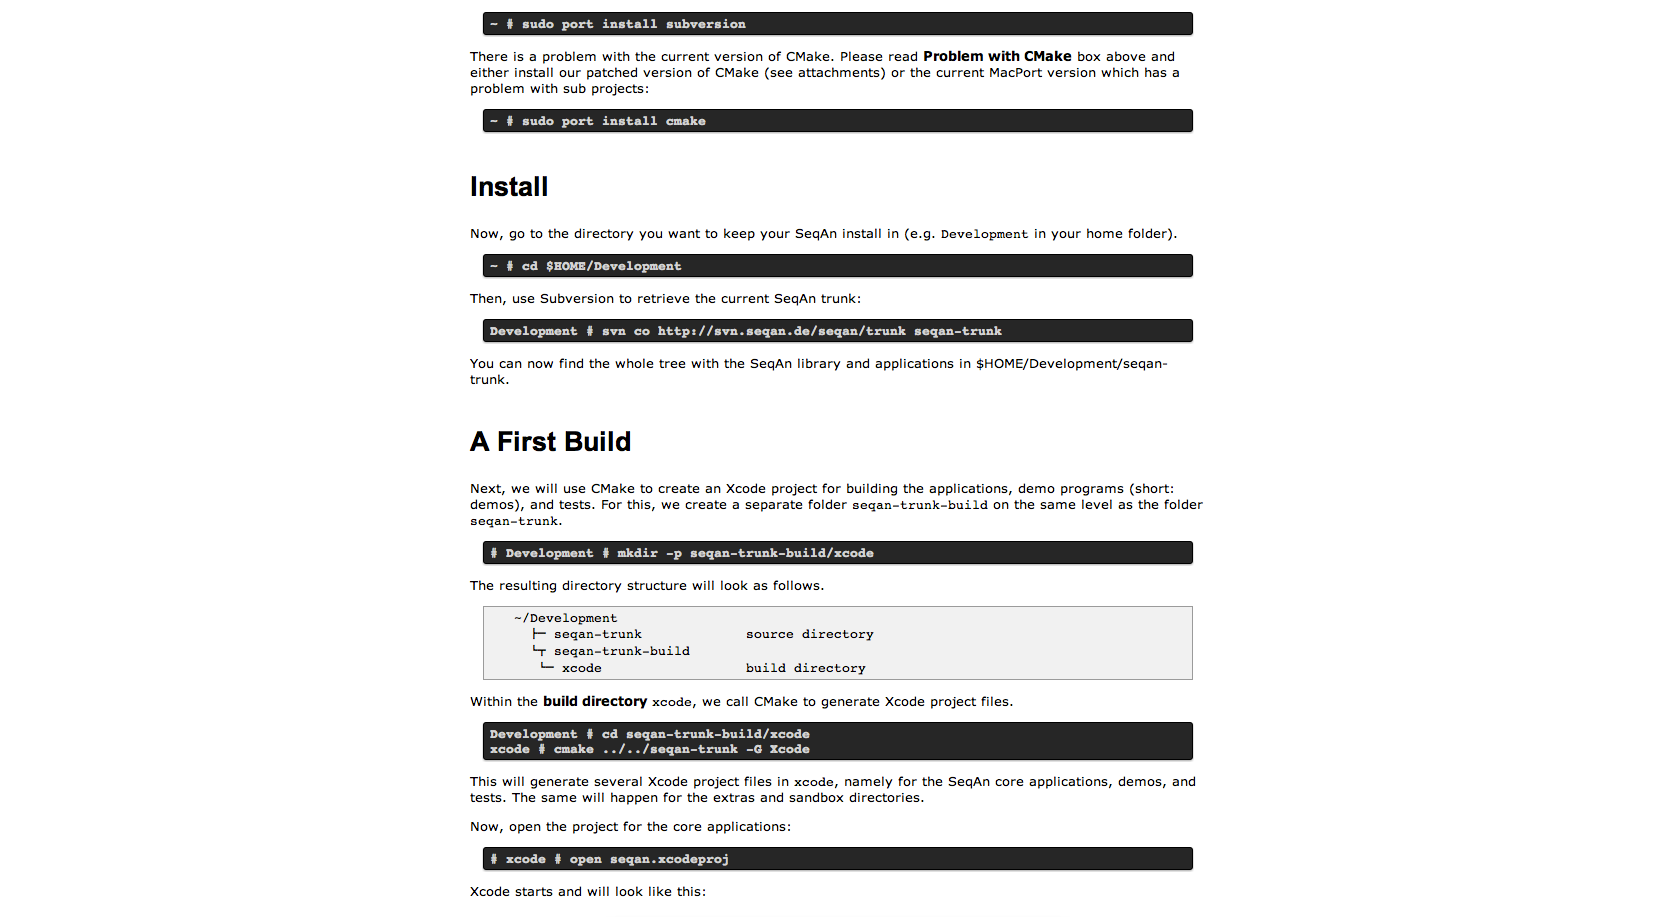 ~ # sudo port install subversion
There is a problem with the current version of CMake. Please read Problem with CMake box above and
either install our patched version of CMake (see attachments) or the current MacPort version which has a
problem with sub projects:
~ # sudo port install cmake
Install
Now, go to the directory you want to keep your SeqAn install in (e.g. Development in your home folder).
~ # cd $HOME/Development
Then, use Subversion to retrieve the current SeqAn trunk:
Development # svn co http://svn.seqan.de/seqan/trunk seqan-trunk
You can now find the whole tree with the SeqAn library and applications in $HOME/Development/seqan-
trunk.
A First Build
Next, we will use CMake to create an Xcode project for building the applications, demo programs (short:
demos), and tests. For this, we create a separate folder seqan-trunk-build on the same level as the folder
seqan-trunk.
# Development # mkdir -p seqan-trunk-build/xcode
The resulting directory structure will look as follows.
~/Development
├─ seqan-trunk source directory
└┬ seqan-trunk-build
└─ xcode build directory
Within the build directory xcode, we call CMake to generate Xcode project files.
Development # cd seqan-trunk-build/xcode
xcode # cmake ../../seqan-trunk -G Xcode
This will generate several Xcode project files in xcode, namely for the SeqAn core applications, demos, and
tests. The same will happen for the extras and sandbox directories.
Now, open the project for the core applications:
# xcode # open seqan.xcodeproj
Xcode starts and will look like this: